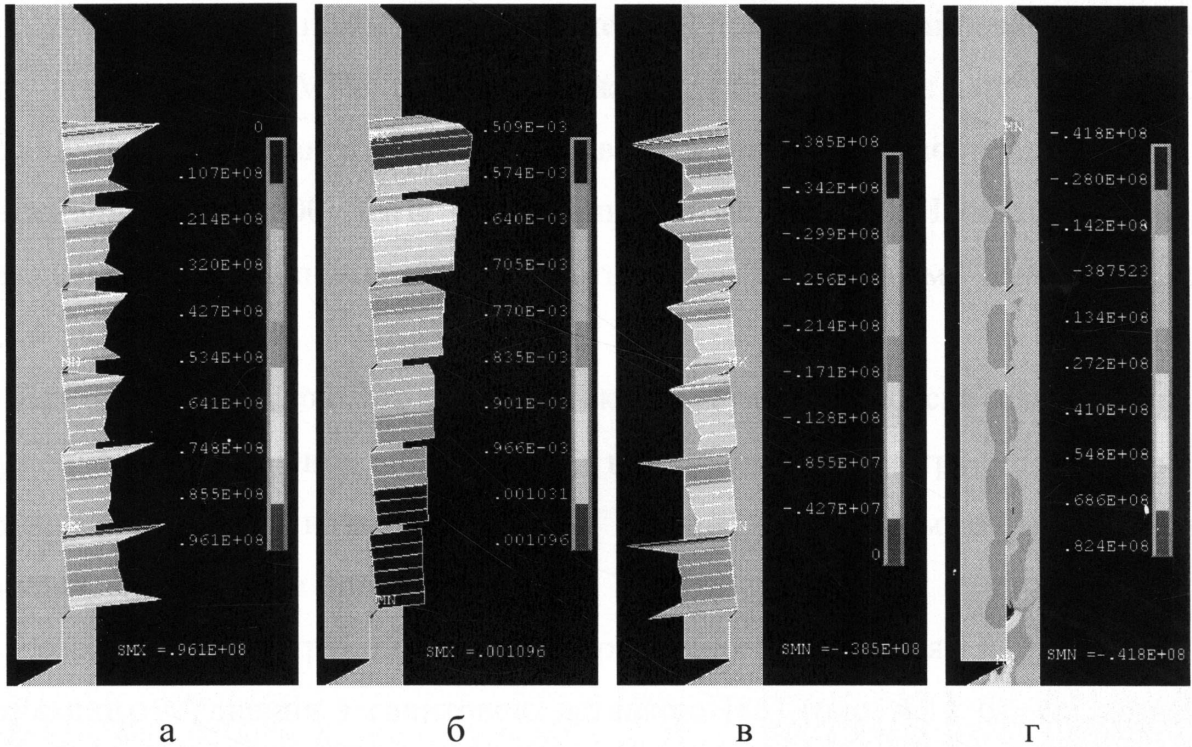 MX
MN
0
.107E+08
.214E+08
.320E+08
.427E+08
.534E+08
.641E+08
.748E+08
.855E+08
.961E+08
MN
MX
SMX =.961E+08
а
.509E-03
.574E-03
.640E-03
.705E-03
.770E-03
.835E-03
.901E-03
.966E-03
.001031
.001096
MN
SMX =.001096
б
-.385E+08
-.342E+08
-.299E+08
-.256E+08
-.214E+08
-.171E+08
-.128E+08
-.855E+07
-.427E+07
0
MX
MN
SMN =-.385E+08
в
-.418E+08
-.280E+08
-.142E+08
-387523
.134E+08
.272E+08
.410E+08
.548E+08
.686E+08
.824E+08
SMN =-.418E+08
г